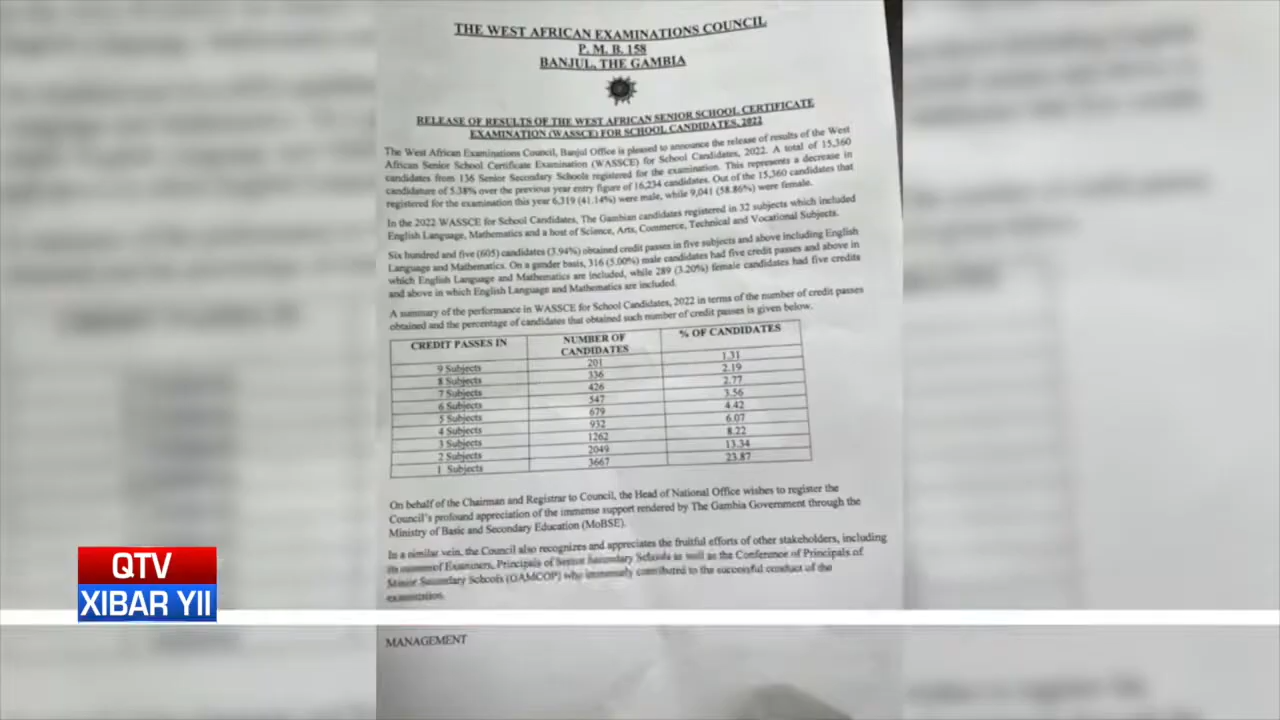 THE WEST AFRICAN EXAMINATIONS COUNCIL
P. M. B. 158
BANJUL, THE GAMBIA
RELEASE OF RESULTS OF THE WEST AFRICAN SENIOR SCHOOL CERTIFICATE
EXAMINATION (WASSCE) FOR SCHOOL CANDIDATES, 2022
The West African Examinations Council, Banjul Office is pleased to announce the release of results of the West
African Senior School Certificate Examination (WASSCE) for School Candidates, 2022. A total of 15,360
candidates from 136 Senior Secondary Schools registered for the examination. This represents a decrease in
candidature of 5.38% over the previous year entry figure of 16,234 candidates. Out of the 15,360 candidates that
registered for the examination this year 6,319 (41.14%) were male, while 9,041 (58.86%) were female.
In the 2022 WASSCE for School Candidates, The Gambian candidates registered in 32 subjects which included
English Language, Mathematics and a host of Science, Arts, Commerce, Technical and Vocational Subjects.
Six hundred and five (605) candidates (3.94%) obtained credit passes in five subjects and above including English
Language and Mathematics. On a gender basis, 316 (5.00%) male candidates had five credit passes and above in
which English Language and Mathematics are included, while 289 (3.20%) female candidates had five credits
and above in which English Language and Mathematics are included.
A summary of the performance in WASSCE for School Candidates, 2022 in terms of the number of credit passes
obtained and the percentage of candidates that obtained such number of credit passes is given below.
CREDIT PASSES IN NUMBER OF CANDIDATES % OF CANDIDATES
9 Subjects 201 1.31
8 Subjects 336 2.19
7 Subjects 426 2.77
6 Subjects 547 3.56
5 Subjects 679 4.42
4 Subjects 932 6.07
3 Subjects 1262 8.22
2 Subjects 2049 13.34
1 Subjects 3667 23.87
On behalf of the Chairman and Registrar to Council, the Head of National Office wishes to register the
Council's profound appreciation of the immense support rendered by The Gambia Government through the
Ministry of Basic and Secondary Education (MoBSE).
In a similar vein, the Council also recognizes and appreciates the fruitful efforts of other stakeholders, including
of Examiners, Principals of Senior Secondary Schools as well as the Conference of Principals of
Senior Secondary Schools (GAMCOP) who immensely contributed to the successful conduct of the
examination.
MANAGEMENT
QTV
XIBAR YII